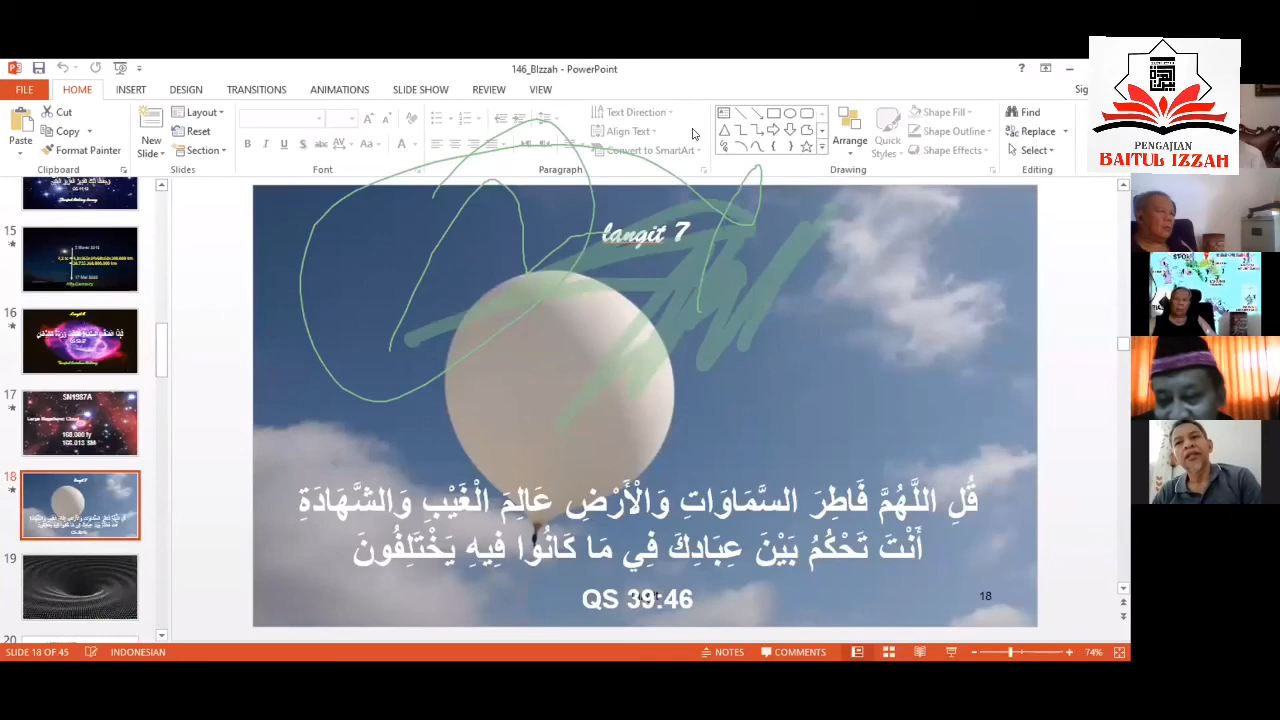 146_BIzzah - PowerPoint
FILE
HOME
INSERT
DESIGN
TRANSITIONS
ANIMATIONS
SLIDE SHOW
REVIEW
VIEW
Paste
Cut
Copy
Format Painter
Clipboard
New
Slide
Layout
Reset
Section
Slides
Font
Text Direction
Align Text
Convert to SmartArt
Paragraph
Arrange
Quick
Styles
Shape Fill
Shape Outline
Shape Effects
Drawing
Find
Replace
Select
Editing
PENGAJIAN
BAITUL IZZAH
15
16
17
SN1987A
Large Magellanic Cloud
168.000 ly
18
19
20
langit 7
قُلِ اللَّهُمَّ فَاطِرَ السَّمَاوَاتِ وَالْأَرْضِ عَالِمَ الْغَيْبِ وَالشَّهَادَةِ
أَنْتَ تَحْكُمُ بَيْنَ عِبَادِكَ فِي مَا كَانُوا فِيهِ يَخْتَلِفُونَ
QS 39:46
18
SLIDE 18 OF 45
INDONESIAN
NOTES
COMMENTS
74%